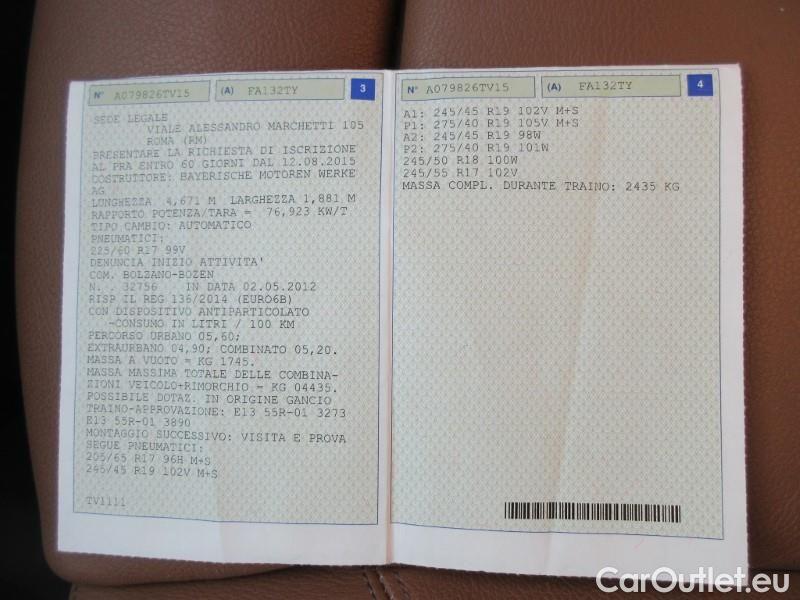 N° A079826TV15 (A) FA132TY 3
SEDE LEGALE
VIALE ALESSANDRO MARCHETTI 105
ROMA (RM)
PRESENTARE LA RICHIESTA DI ISCRIZIONE
AL PRA ENTRO 60 GIORNI DAL 12.08.2015
COSTRUTTORE: BAYERISCHE MOTOREN WERKE
AG
LUNGHEZZA 4,671 M LARGHEZZA 1,881 M
RAPPORTO POTENZA/TARA = 76,923 KW/T
TIPO CAMBIO: AUTOMATICO
PNEUMATICI:
225/60 R17 99V
DENUNCIA INIZIO ATTIVITA'
COM. BOLZANO-BOZEN
N. . 32756 IN DATA 02.05.2012
RISP IL REG 136/2014 (EURO6B)
CON DISPOSITIVO ANTIPARTICOLATO
-CONSUMO IN LITRI / 100 KM
PERCORSO URBANO 05,60;
EXTRAURBANO 04,90; COMBINATO 05,20.
MASSA A VUOTO = KG 1745.
MASSA MASSIMA TOTALE DELLE COMBINA-
ZIONI VEICOLO+RIMORCHIO = KG 04435.
POSSIBILE DOTAZ. IN ORIGINE GANCIO
TRAINO-APPROVAZIONE: E13 55R-01 3273
E13 55R-01 3890
MONTAGGIO SUCCESSIVO: VISITA E PROVA
SEGUE PNEUMATICI:
205/65 R17 96H M+S
245/45 R19 102V M+S
TV1111
N° A079826TV15 (A) FA132TY 4
A1: 245/45 R19 102V M+S
P1: 275/40 R19 105V M+S
A2: 245/45 R19 98W
P2: 275/40 R19 101W
245/50 R18 100W
245/55 R17 102V
MASSA COMPL. DURANTE TRAINO: 2435 KG
CarOutlet.eu